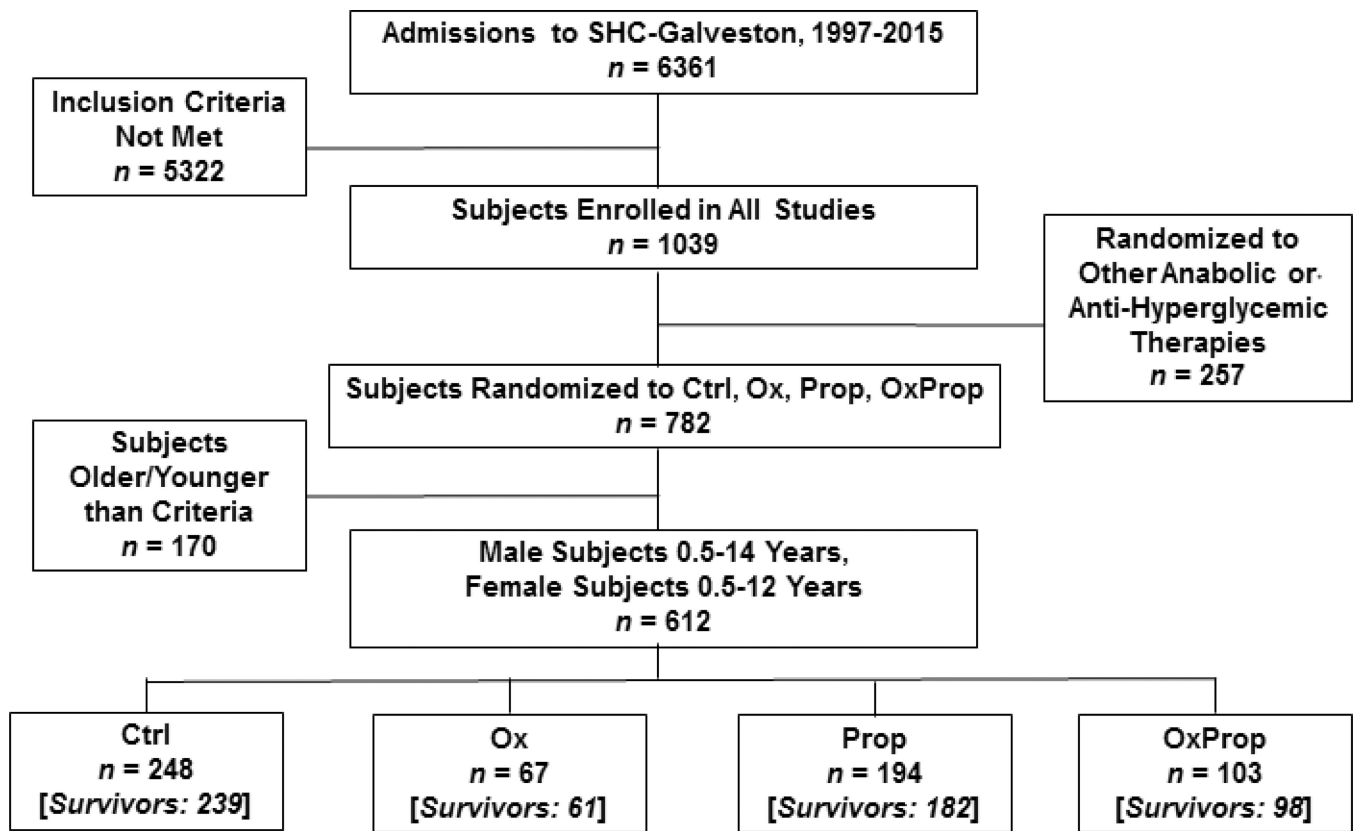 Admissions to SHC-Galveston, 1997-2015
n = 6361
Inclusion Criteria
Not Met
n = 5322
Subjects Enrolled in All Studies
n = 1039
Randomized to
Other Anabolic or
Anti-Hyperglycemic
Therapies
n = 257
Subjects Randomized to Ctrl, Ox, Prop, OxProp
n = 782
Subjects
Older/Younger
than Criteria
n = 170
Male Subjects 0.5-14 Years,
Female Subjects 0.5-12 Years
n = 612
Ctrl
n = 248
[Survivors: 239]
Ox
n = 67
[Survivors: 61]
Prop
n = 194
[Survivors: 182]
OxProp
n = 103
[Survivors: 98]